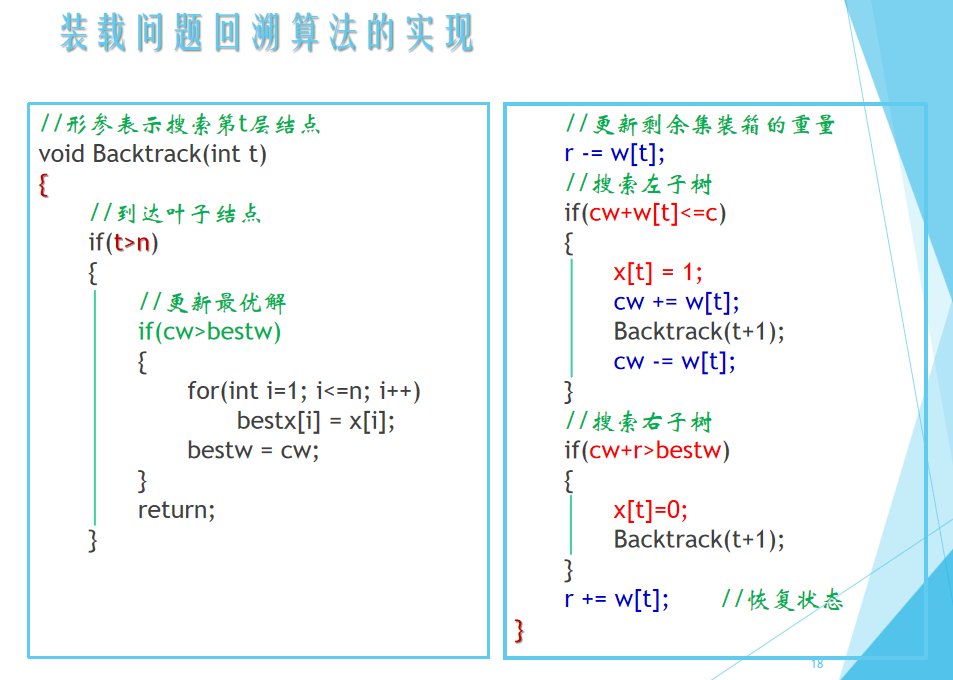 装载问题回溯算法的实现
//形参表示搜索第t层结点
void Backtrack(int t)
{
//到达叶子结点
if(t>n)
{
//更新最优解
if(cw>bestw)
{
for(int i=1; i<=n; i++)
bestx[i] = x[i];
bestw = cw;
}
return;
}
//更新剩余集装箱的重量
r -= w[t];
//搜索左子树
if(cw+w[t]<=c)
{
x[t] = 1;
cw += w[t];
Backtrack(t+1);
cw -= w[t];
}
//搜索右子树
if(cw+r>bestw)
{
x[t]=0;
Backtrack(t+1);
}
r += w[t]; //恢复状态
}
18